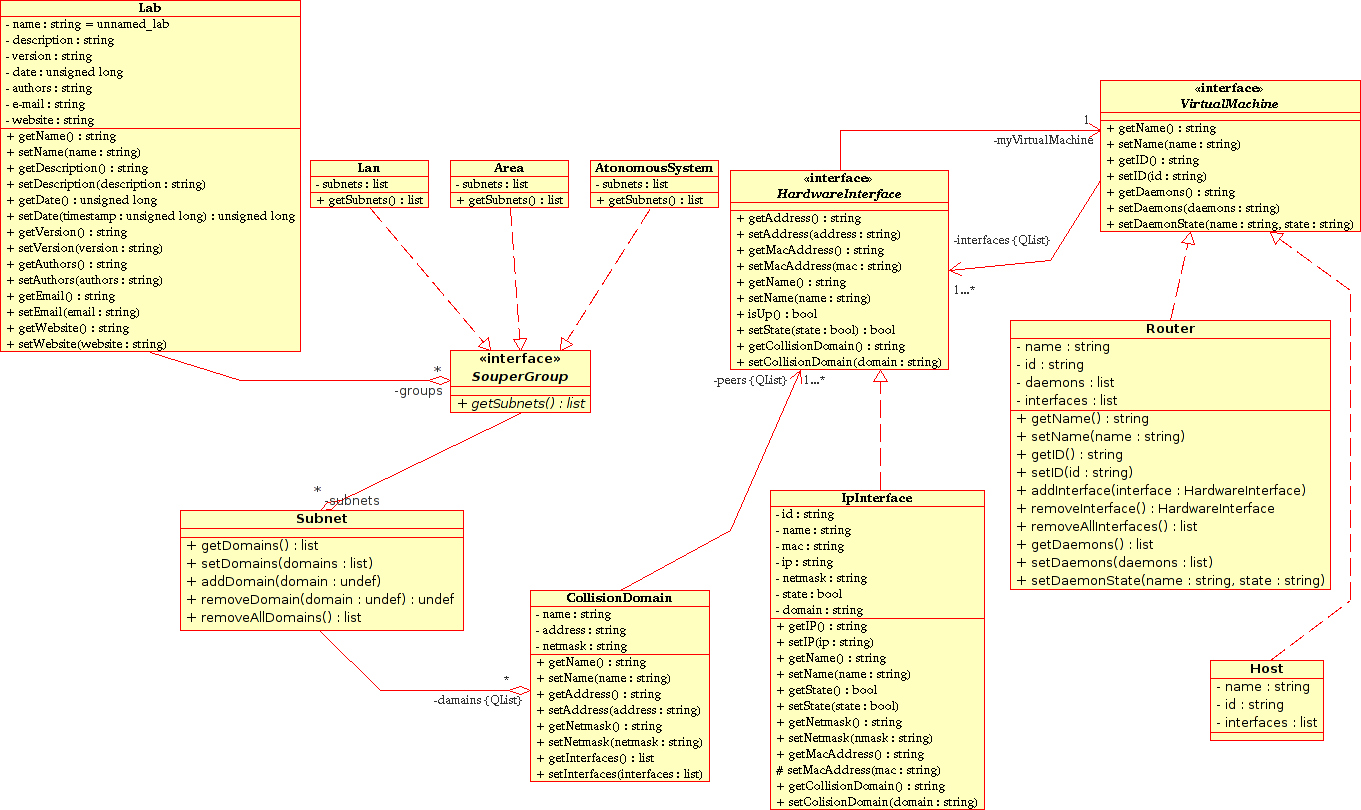 Lab
- name : string = unnamed_lab
- description : string
- version : string
- date : unsigned long
- authors : string
- e-mail : string
- website : string
+ getName() : string
+ setName(name : string)
+ getDescription() : string
+ setDescription(description : string)
+ getDate() : unsigned long
+ setDate(timestamp : unsigned long) : unsigned long
+ getVersion() : string
+ setVersion(version : string)
+ getAuthors() : string
+ setAuthors(authors : string)
+ getEmail() : string
+ setEmail(email : string)
+ getWebsite() : string
+ setWebsite(website : string)
Lan
- subnets : list
+ getSubnets() : list
Area
- subnets : list
+ getSubnets() : list
AtonomousSystem
- subnets : list
+ getSubnets() : list
«interface»
SouperGroup
+ getSubnets() : list
*
-groups
*
-subnets
Subnet
+ getDomains() : list
+ setDomains(domains : list)
+ addDomain(domain : undef)
+ removeDomain(domain : undef) : undef
+ removeAllDomains() : list
*
-damains {QList}
CollisionDomain
- name : string
- address : string
- netmask : string
+ getName() : string
+ setName(name : string)
+ getAddress() : string
+ setAddress(address : string)
+ getNetmask() : string
+ setNetmask(netmask : string)
+ getInterfaces() : list
+ setInterfaces(interfaces : list)
-peers {QList}
1...*
«interface»
HardwareInterface
+ getAddress() : string
+ setAddress(address : string)
+ getMacAddress() : string
+ setMacAddress(mac : string)
+ getName() : string
+ setName(name : string)
+ isUp() : bool
+ setState(state : bool) : bool
+ getCollisionDomain() : string
+ setCollisionDomain(domain : string)
1
-myVirtualMachine
-interfaces {QList}
1...*
IpInterface
- id : string
- name : string
- mac : string
- ip : string
- netmask : string
- state : bool
- domain : string
+ getIP() : string
+ setIP(ip : string)
+ getName() : string
+ setName(name : string)
+ getState() : bool
+ setState(state : bool)
+ getNetmask() : string
+ setNetmask(nmask : string)
+ getMacAddress() : string
# setMacAddress(mac : string)
+ getCollisionDomain() : string
+ setColisionDomain(domain : string)
«interface»
VirtualMachine
+ getName() : string
+ setName(name : string)
+ getID() : string
+ setID(id : string)
+ getDaemons() : string
+ setDaemons(daemons : string)
+ setDaemonState(name : string, state : string)
Router
- name : string
- id : string
- daemons : list
- interfaces : list
+ getName() : string
+ setName(name : string)
+ getID() : string
+ setID(id : string)
+ addInterface(interface : HardwareInterface)
+ removeInterface() : HardwareInterface
+ removeAllInterfaces() : list
+ getDaemons() : list
+ setDaemons(daemons : list)
+ setDaemonState(name : string, state : string)
Host
- name : string
- id : string
- interfaces : list